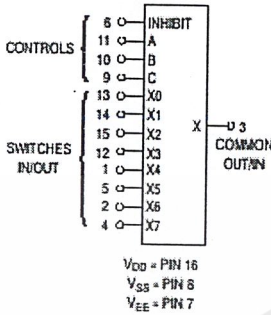 CONTROLS
6 INHIBIT
11 A
10 B
9 C
SWITCHES IN/OUT
13 X0
14 X1
15 X2
12 X3
1 X4
5 X5
2 X6
4 X7
X 3
COMMON
OUT/IN
VDD = PIN 16
VSS = PIN 8
VEE = PIN 7